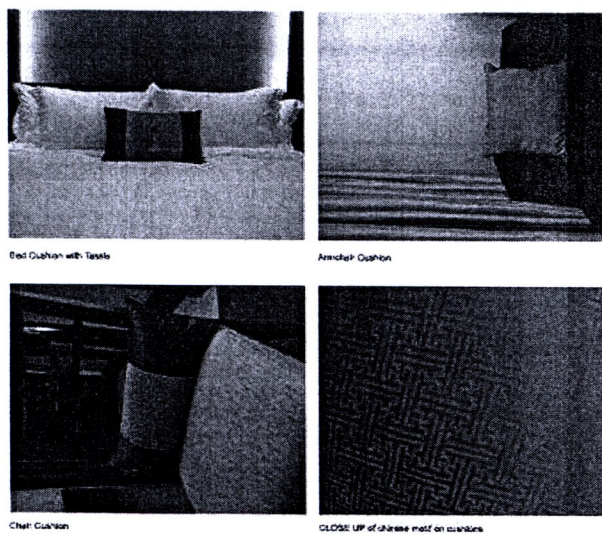 Bed Cushion with Tassle
Armchair Cushion
Chair Cushion
CLOSE UP of chinese motif on cushions